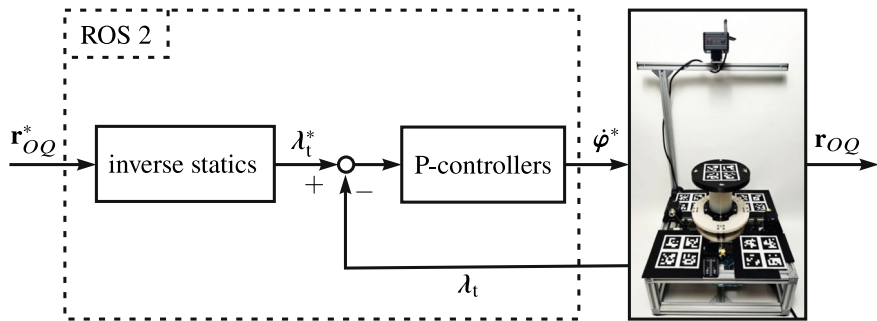 ROS 2
r*OQ
inverse statics
λ*t
+
−
P-controllers
φ̇*
rOQ
λt